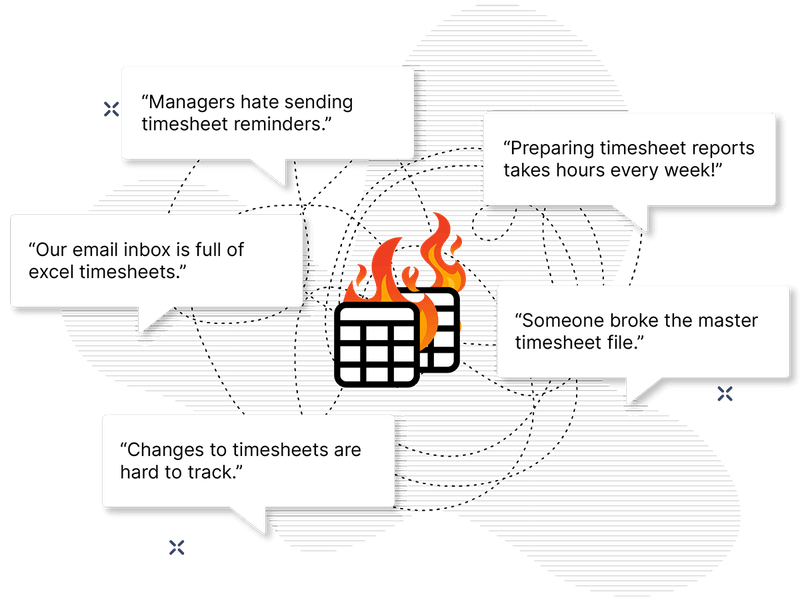 “Managers hate sending
timesheet reminders.”
“Preparing timesheet reports
takes hours every week!”
“Our email inbox is full of
excel timesheets.”
“Someone broke the master
timesheet file.”
“Changes to timesheets are
hard to track.”